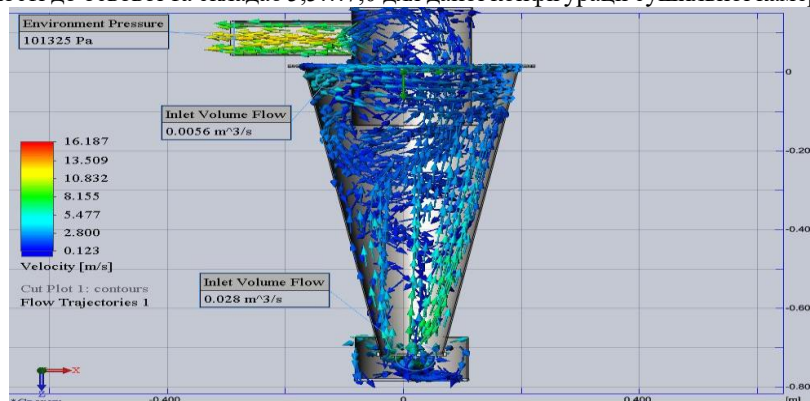 Environment Pressure
101325 Pa
Inlet Volume Flow
0.0056 m^3/s
0
16.187
13.509
10.832
8.155
5.477
2.800
0.123
Velocity [m/s]
Cut Plot 1: contours
Flow Trajectories 1
-0.20
-0.40
Inlet Volume Flow
0.028 m^3/s
-0.60
X
Z
-0.80
-0.400
0
0.400
[m]